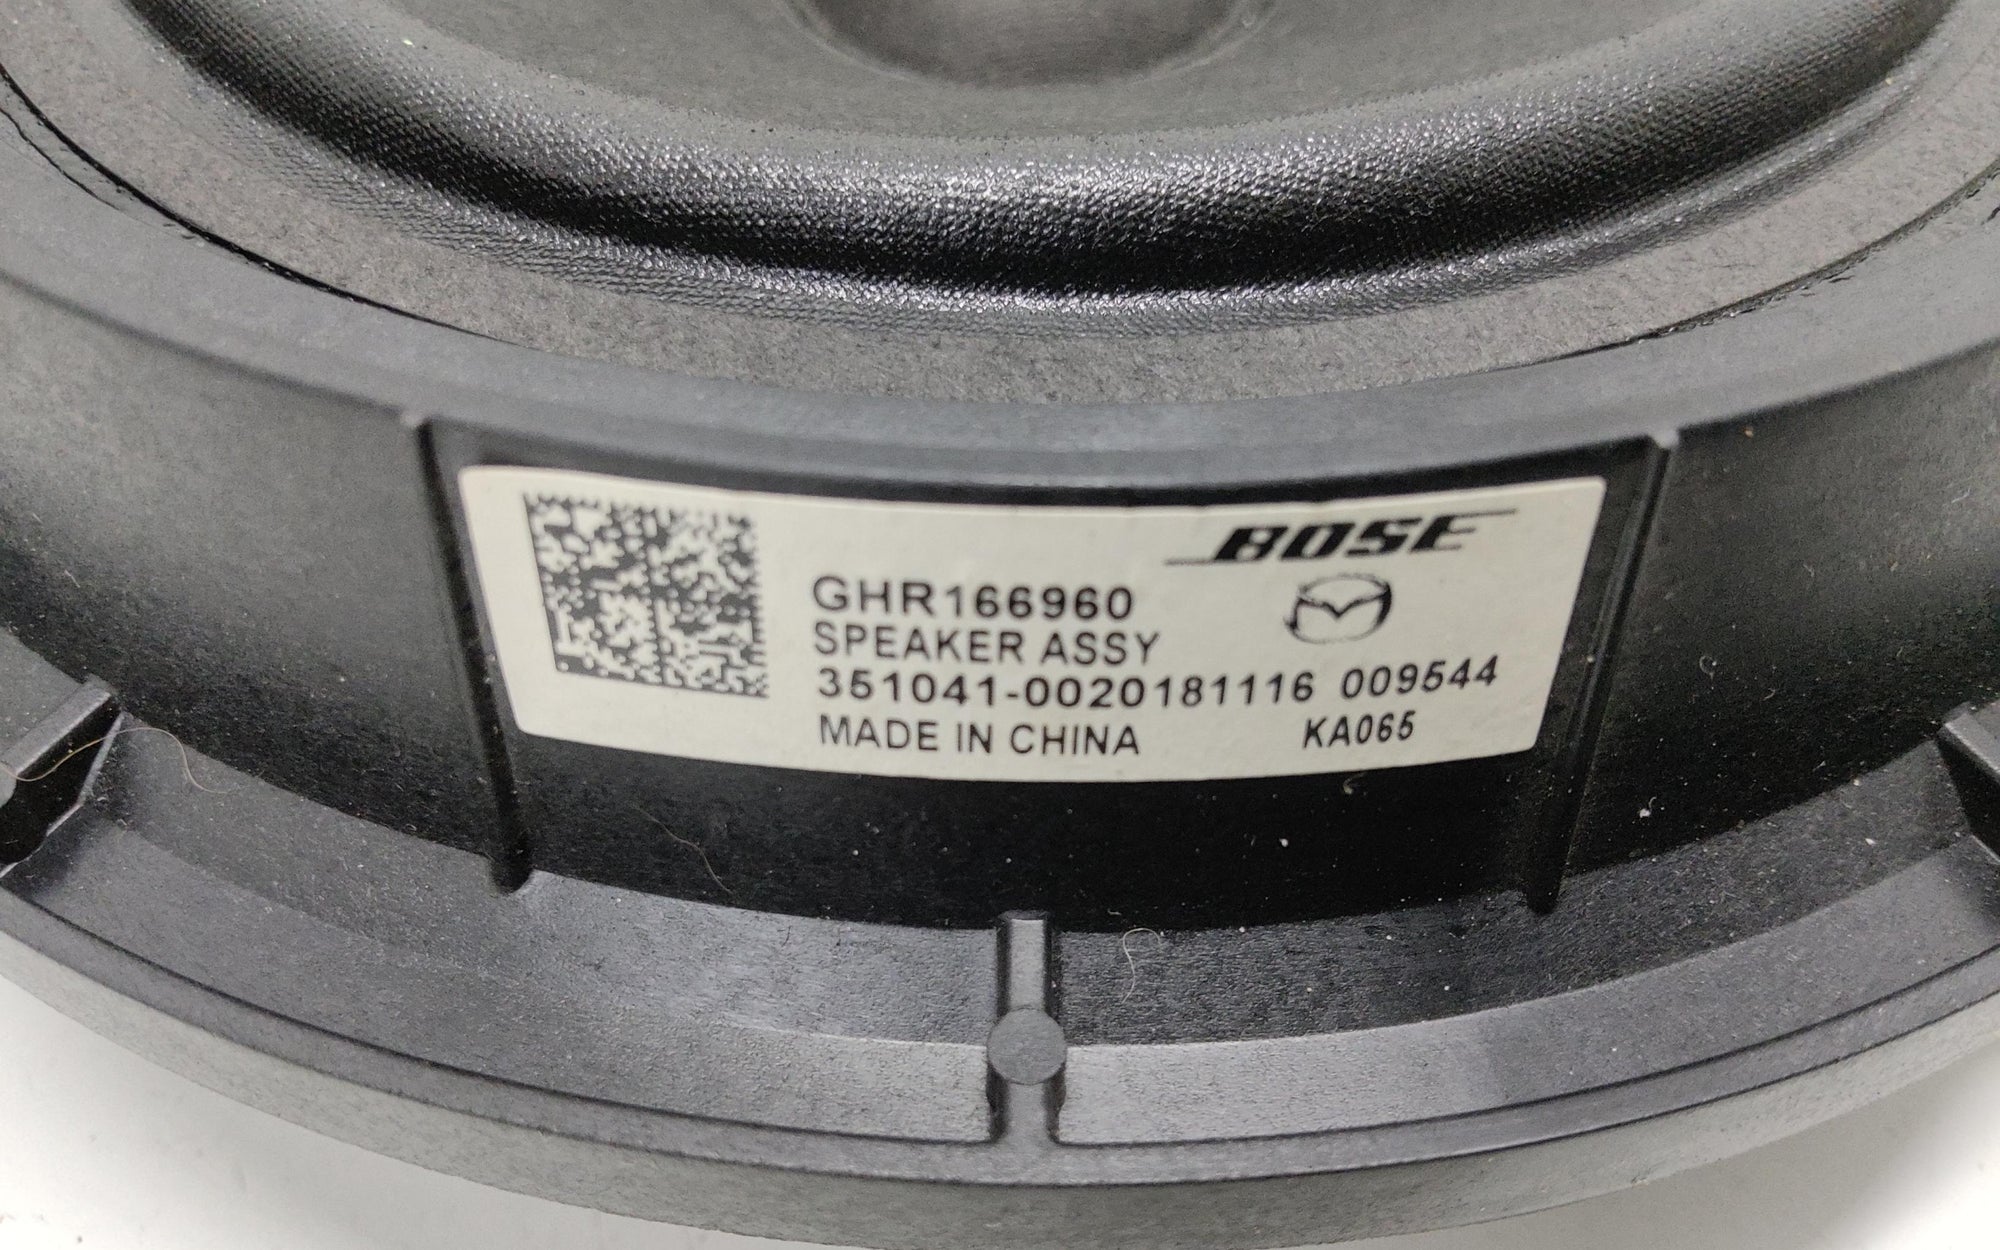 BOSE
GHR166960
SPEAKER ASSY
351041-0020181116 009544
MADE IN CHINA KA065